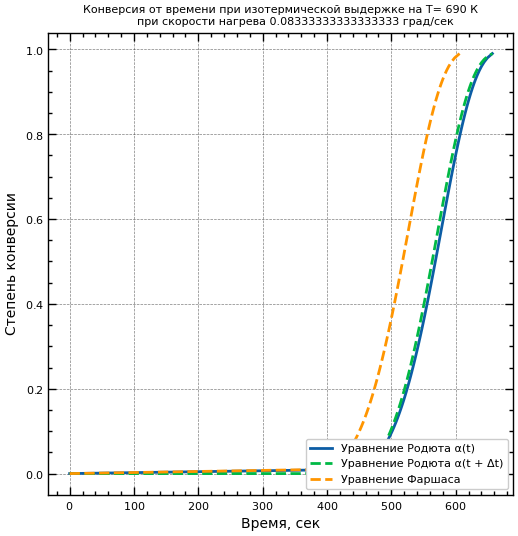 Конверсия от времени при изотермической выдержке на T= 690 К
при скорости нагрева 0.08333333333333333 град/сек
1.0
0.8
0.6
0.4
0.2
0.0
Степень конверсии
Уравнение Родюта α(t)
Уравнение Родюта α(t + Δt)
Уравнение Фаршаса
0 100 200 300 400 500 600
Время, сек